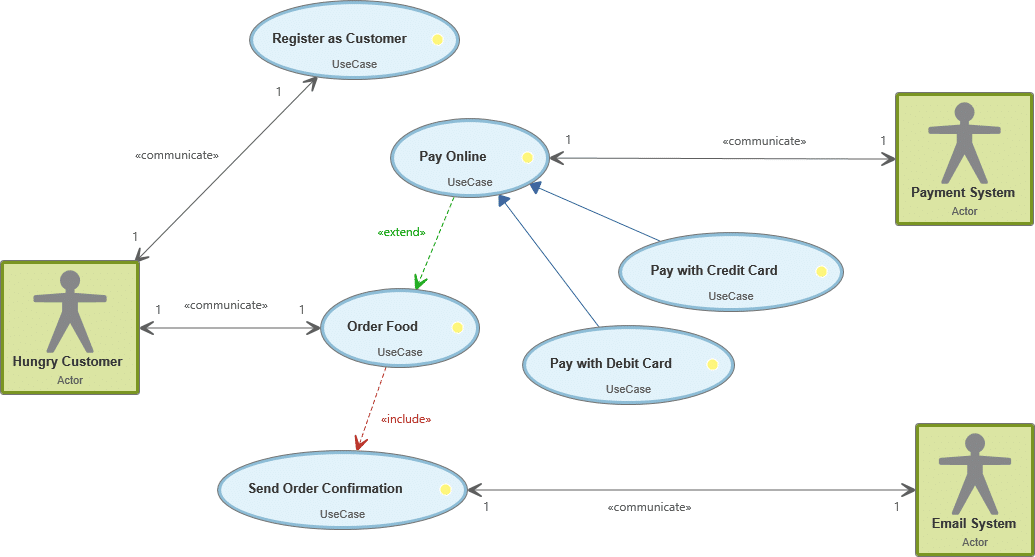 Register as Customer
UseCase
1
«communicate»
1
Pay Online
UseCase
1
«communicate»
1
Payment System
Actor
«extend»
Pay with Credit Card
UseCase
Hungry Customer
Actor
1
«communicate»
1
Order Food
UseCase
Pay with Debit Card
UseCase
«include»
Send Order Confirmation
UseCase
1
«communicate»
1
Email System
Actor